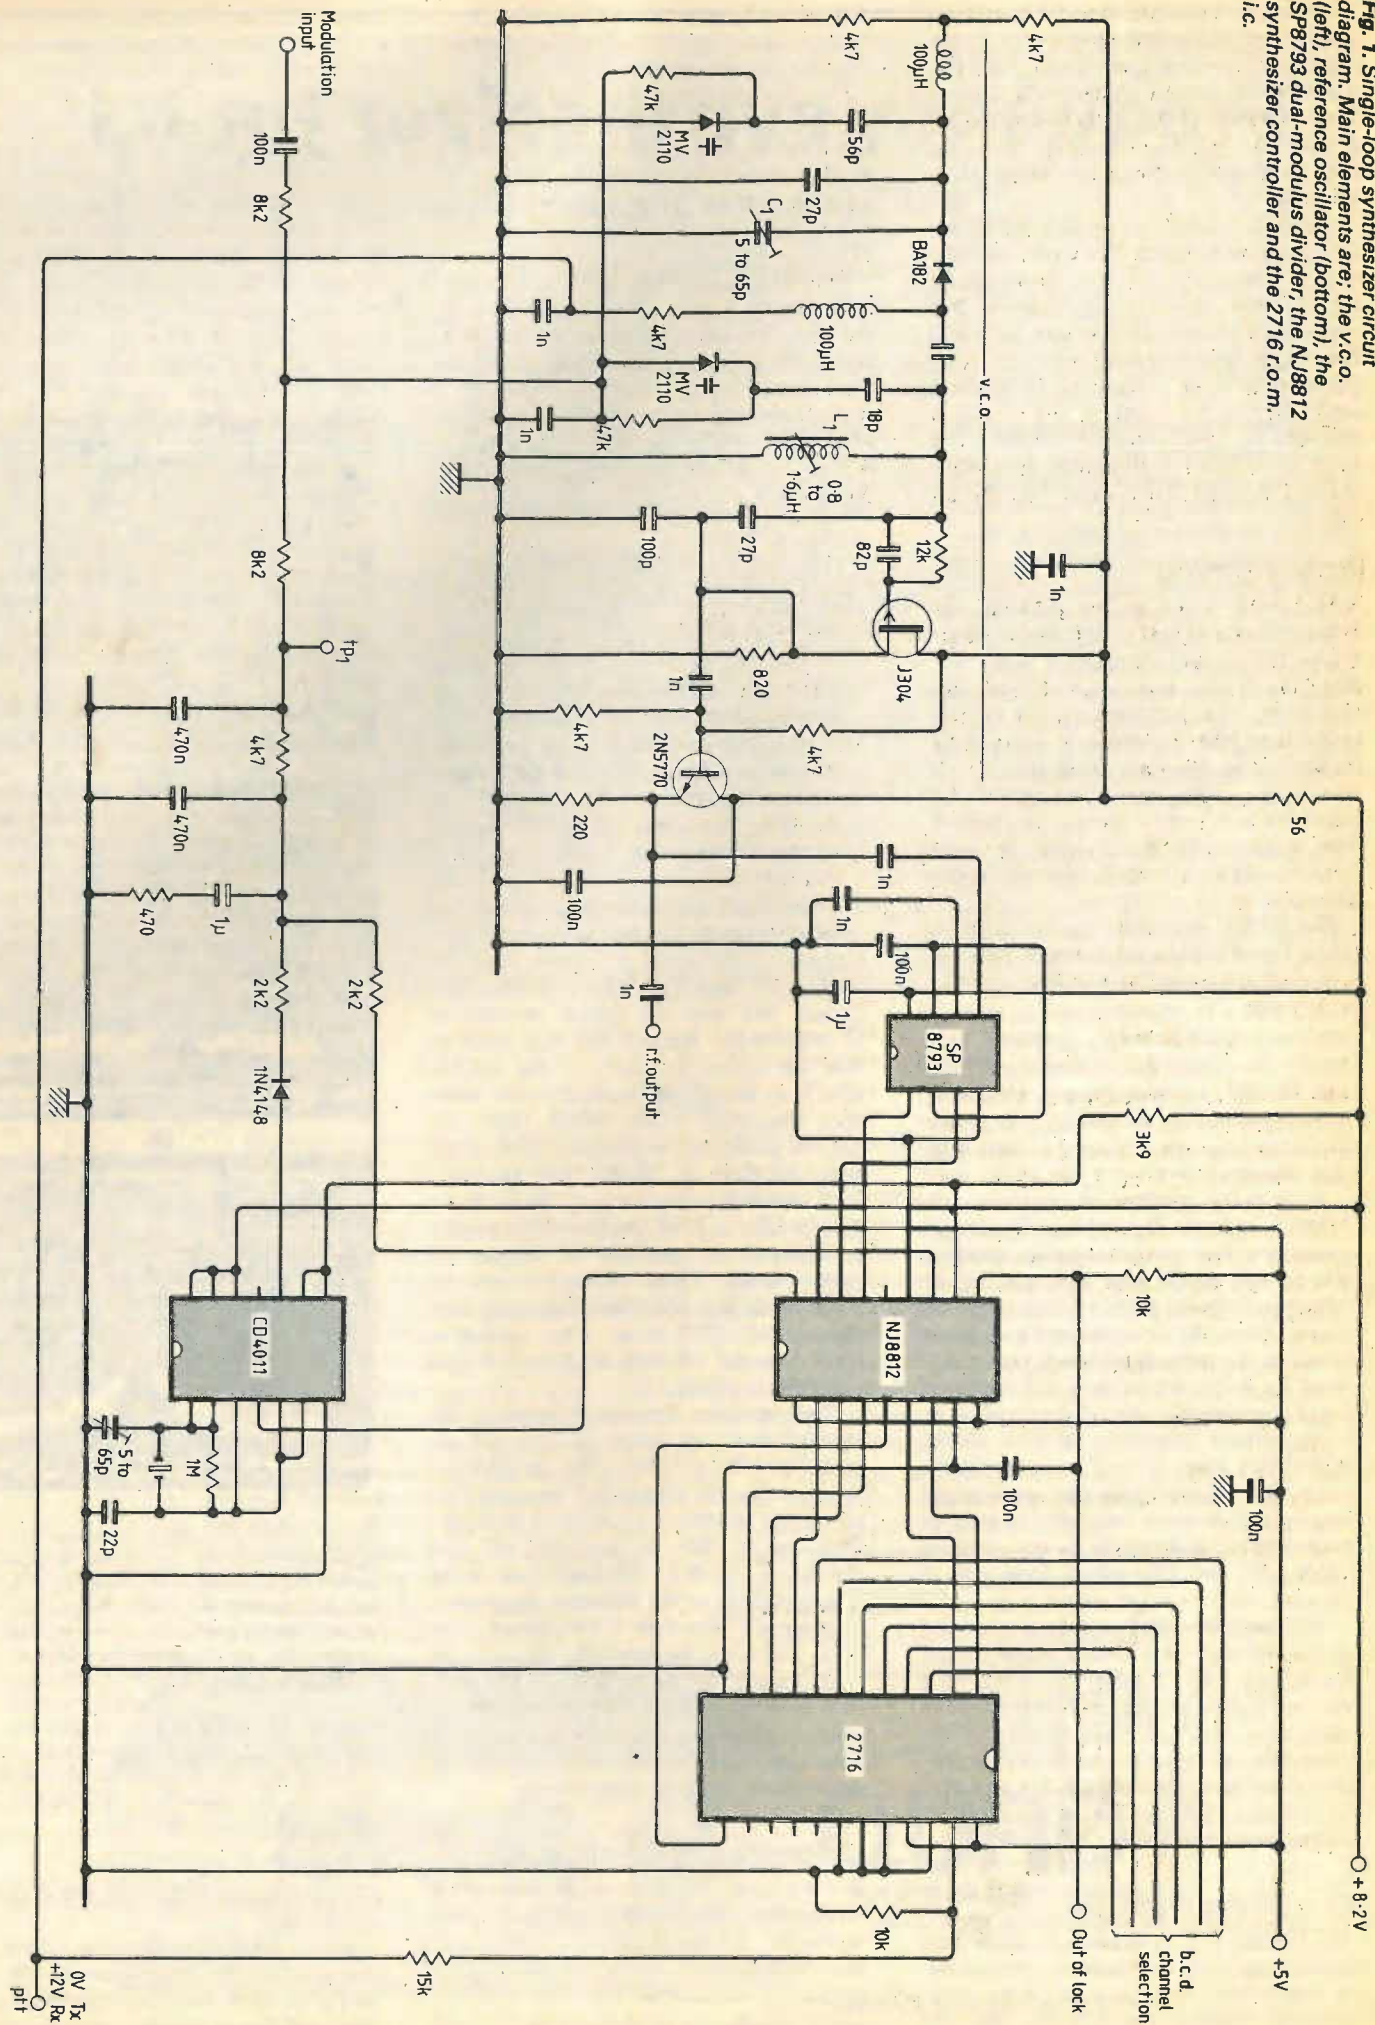 Fig. 1. Single-loop synthesizer circuit
diagram. Main elements are; the v.c.o.
(left), reference oscillator (bottom), the
SP8793 dual-modulus divider, the NJ8812
synthesizer controller and the 2716 r.o.m.
i.c.
4k7
4k7
100µH
47k
MV
2110
56p
27p
C1
5 to 65p
BA182
1n
4k7
100µH
MV
2110
47k
1n
18p
L1
0·8
to
1·6µH
v.c.o.
100p
27p
82p
12k
1n
J304
820
1n
4k7
4k7
2N5770
220
100n
56
1n
1n
100n
1µ
1n
r.f. output
SP
8793
3k9
10k
NJ8812
100n
100n
2716
10k
15k
+8·2V
+5V
Out of lock
b.c.d.
channel
selection
Modulation
input
100n
8k2
8k2
tp1
470n
4k7
470n
470
1µ
2k2
2k2
1N4148
CD4011
5 to
65p
1M
22p
0V Tx
+12V Rx
ptt